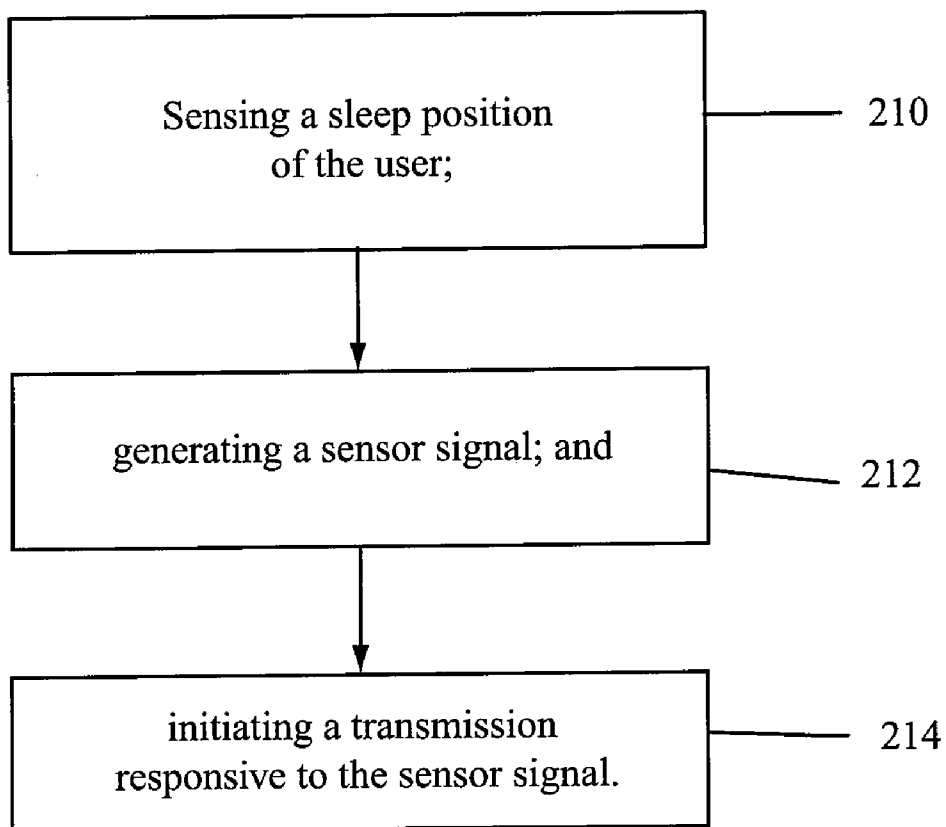 Sensing a sleep position
of the user;
210
generating a sensor signal; and
212
initiating a transmission
responsive to the sensor signal.
214